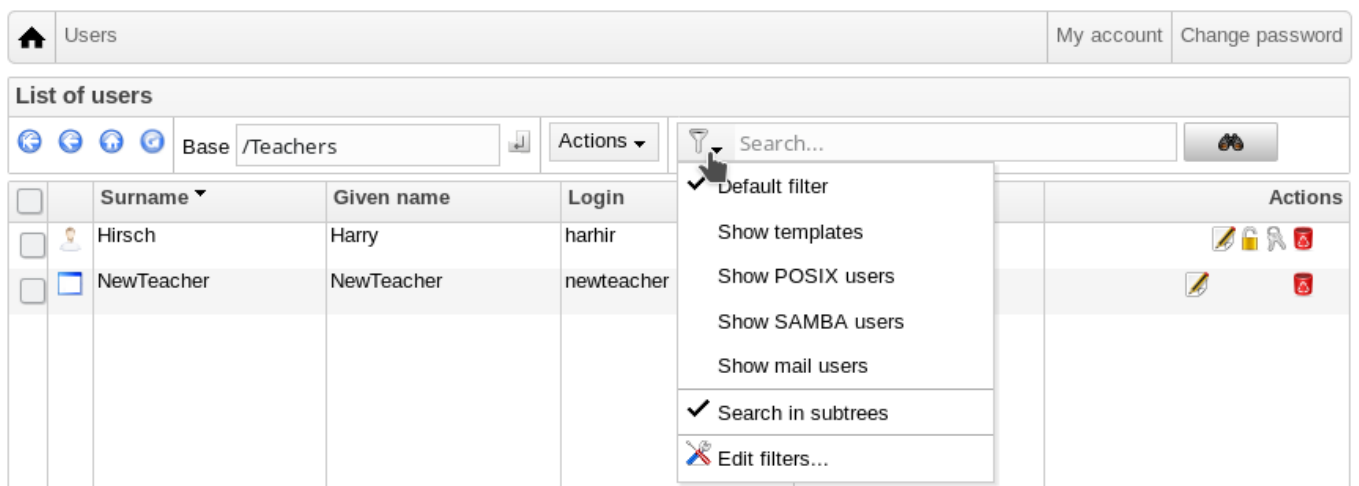 Users My account Change password
List of users
Base /Teachers Actions Search...
Surname Given name Login Actions
Hirsch Harry harhir
NewTeacher NewTeacher newteacher
Default filter
Show templates
Show POSIX users
Show SAMBA users
Show mail users
Search in subtrees
Edit filters...